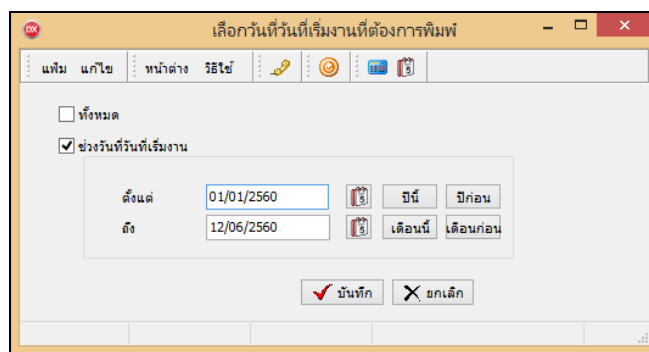 DX เลือกวันที่วันที่เริ่มงานที่ต้องการพิมพ์
แฟ้ม แก้ไข หน้าต่าง วิธีใช้
ทั้งหมด
ช่วงวันที่วันที่เริ่มงาน
ตั้งแต่ 01/01/2560 5 ปีนี้ ปีก่อน
ถึง 12/06/2560 5 เดือนนี้ เดือนก่อน
บันทึก ยกเลิก